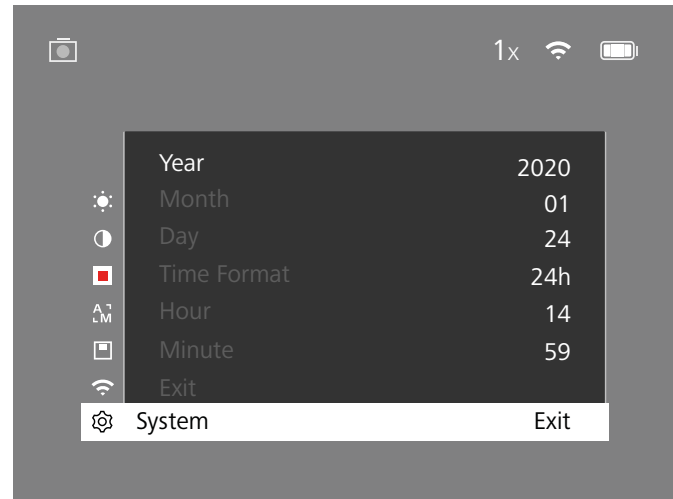 1x
Year 2020
Month 01
Day 24
Time Format 24h
Hour 14
Minute 59
Exit
System Exit
A
M